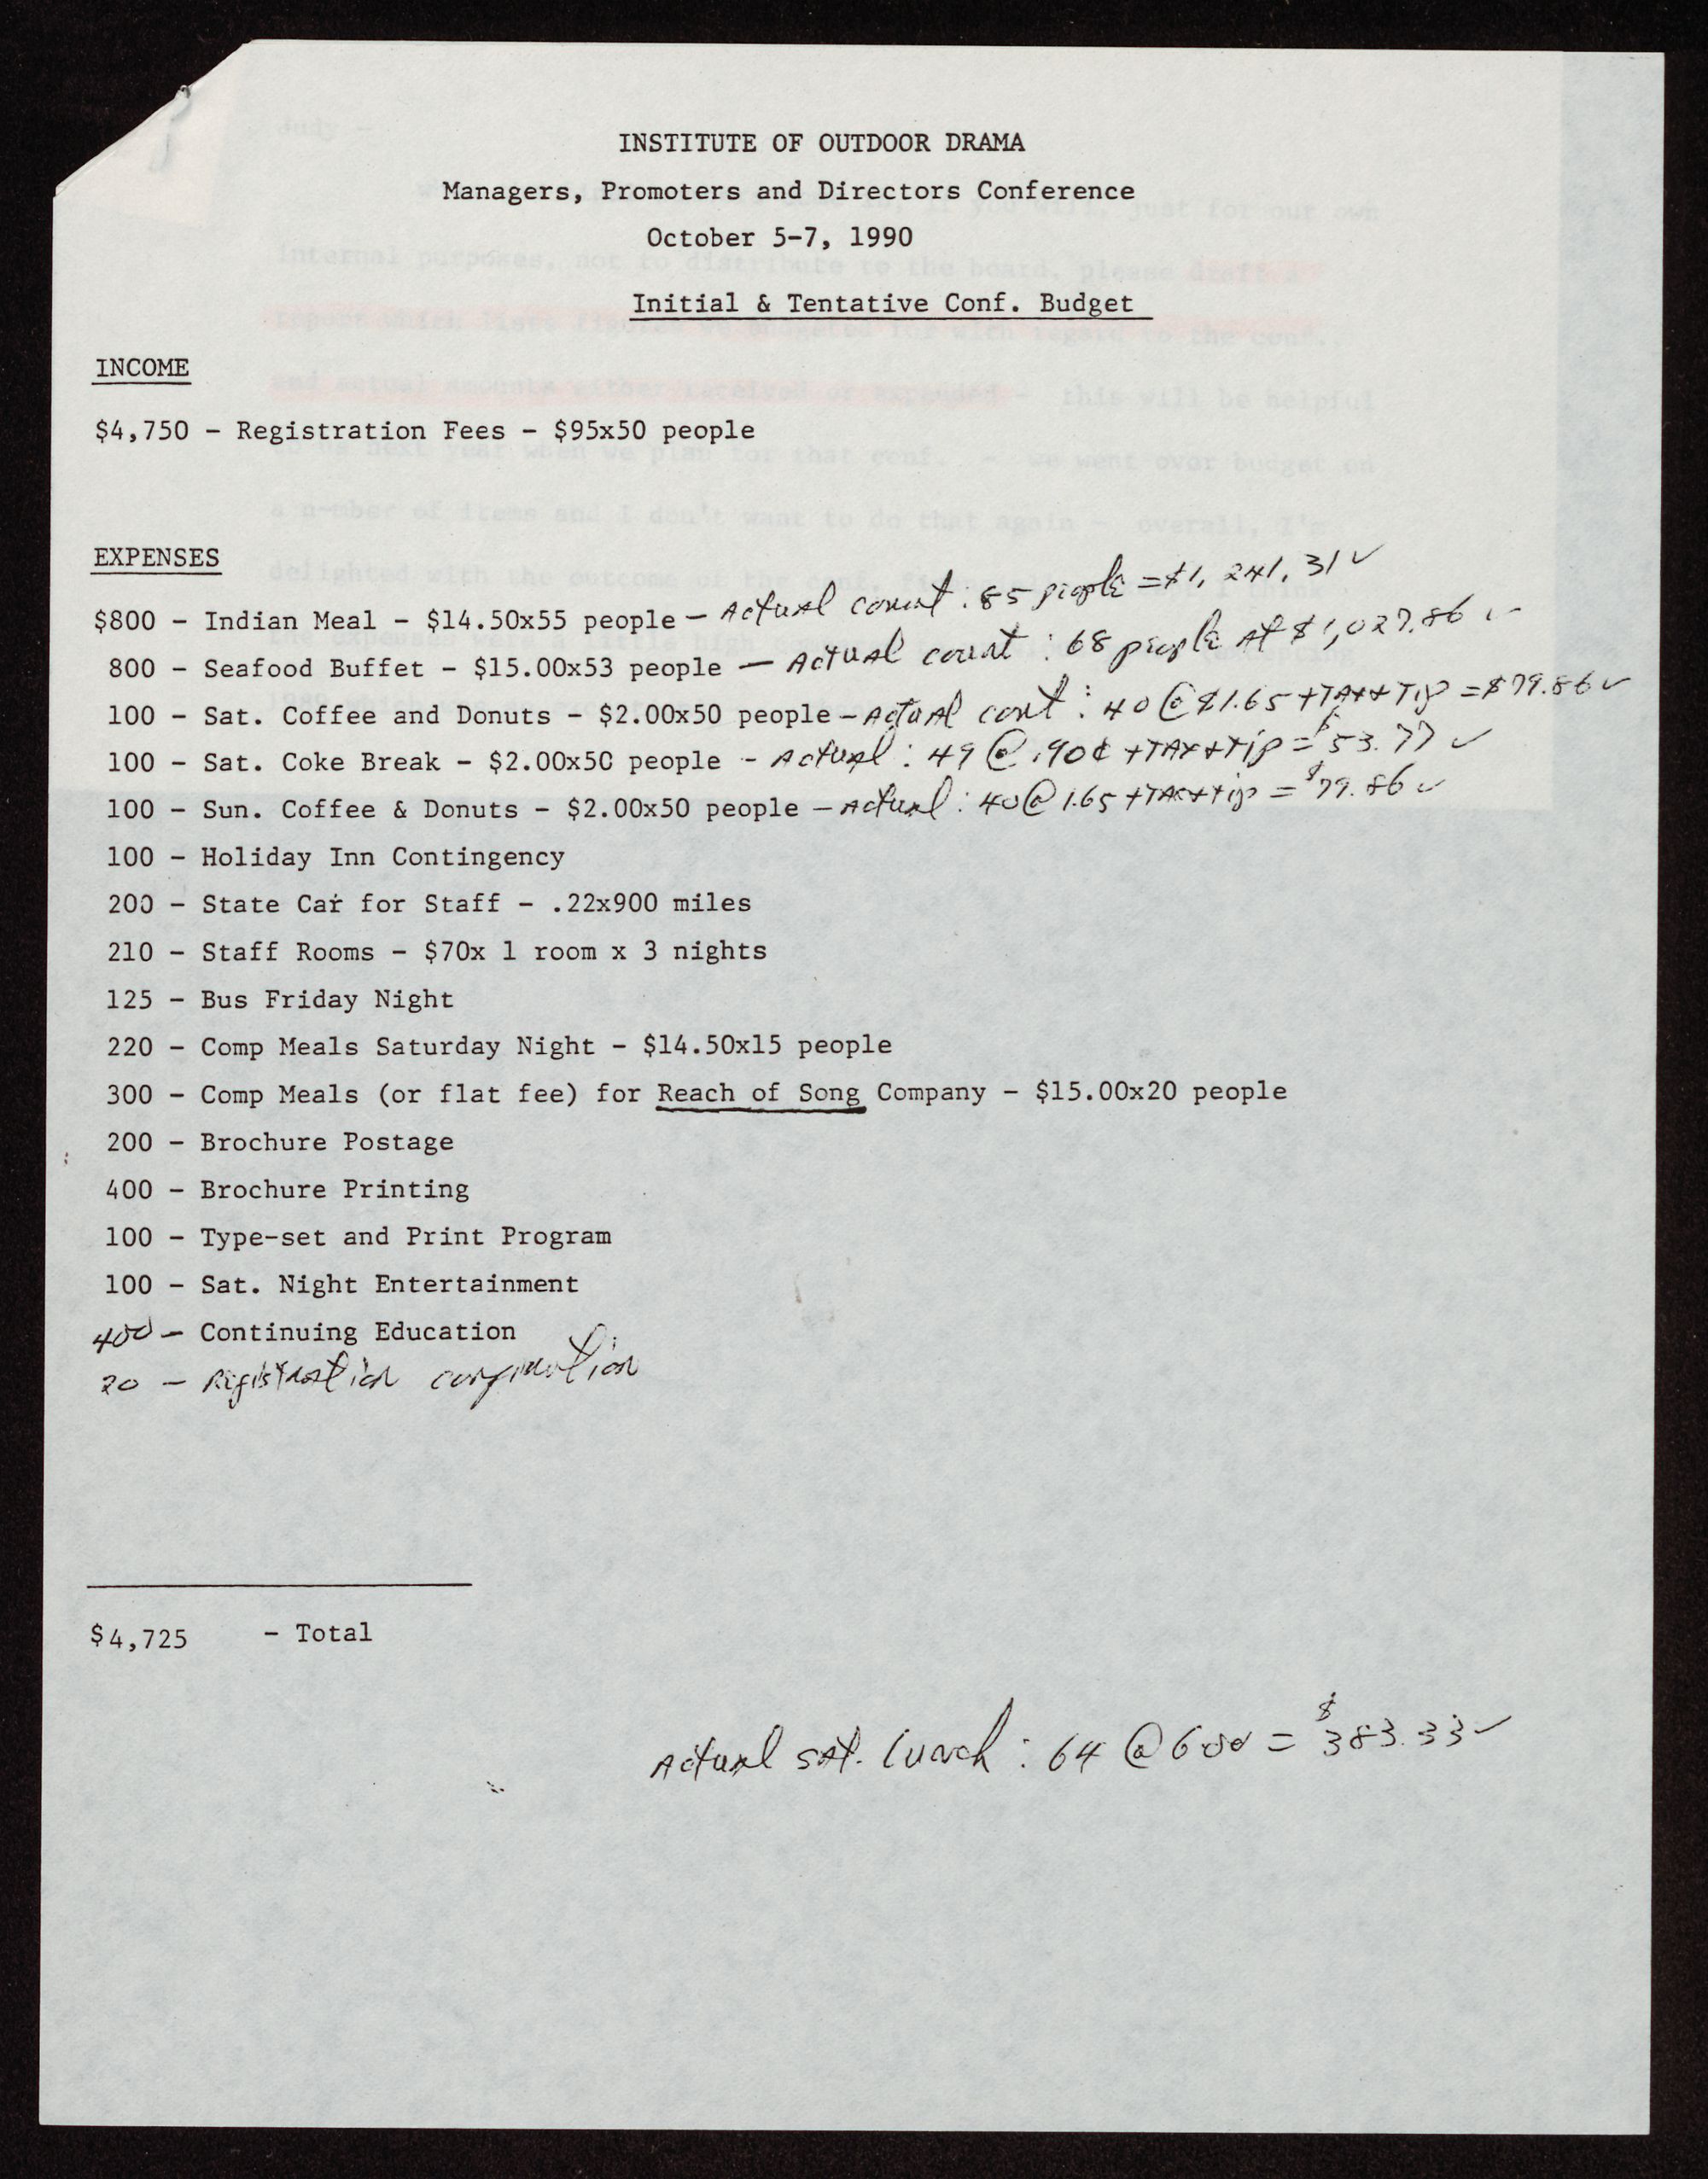 INSTITUTE OF OUTDOOR DRAMA
Managers, Promoters and Directors Conference
October 5-7, 1990
Initial & Tentative Conf. Budget
INCOME
$4,750 - Registration Fees - $95x50 people
EXPENSES
$800 - Indian Meal - $14.50x55 people - Actual count: 85 people = $1,241.31 ✓
800 - Seafood Buffet - $15.00x53 people - Actual count: 68 people At $1,027.86 ✓
100 - Sat. Coffee and Donuts - $2.00x50 people - Actual cont: 40 @ $1.65 + TAX + Tip = $79.86 ✓
100 - Sat. Coke Break - $2.00x50 people - Actual: 49 @ .90¢ + TAX + Tip = $53.77 ✓
100 - Sun. Coffee & Donuts - $2.00x50 people - Actual: 40 @ 1.65 + TAX + tip = $79.86 ✓
100 - Holiday Inn Contingency
200 - State Car for Staff - .22x900 miles
210 - Staff Rooms - $70x 1 room x 3 nights
125 - Bus Friday Night
220 - Comp Meals Saturday Night - $14.50x15 people
300 - Comp Meals (or flat fee) for Reach of Song Company - $15.00x20 people
200 - Brochure Postage
400 - Brochure Printing
100 - Type-set and Print Program
100 - Sat. Night Entertainment
400 - Continuing Education
20 - Registration
$4,725 - Total
Actual sat. lunch: 64 @ 600 = $383.33 ✓